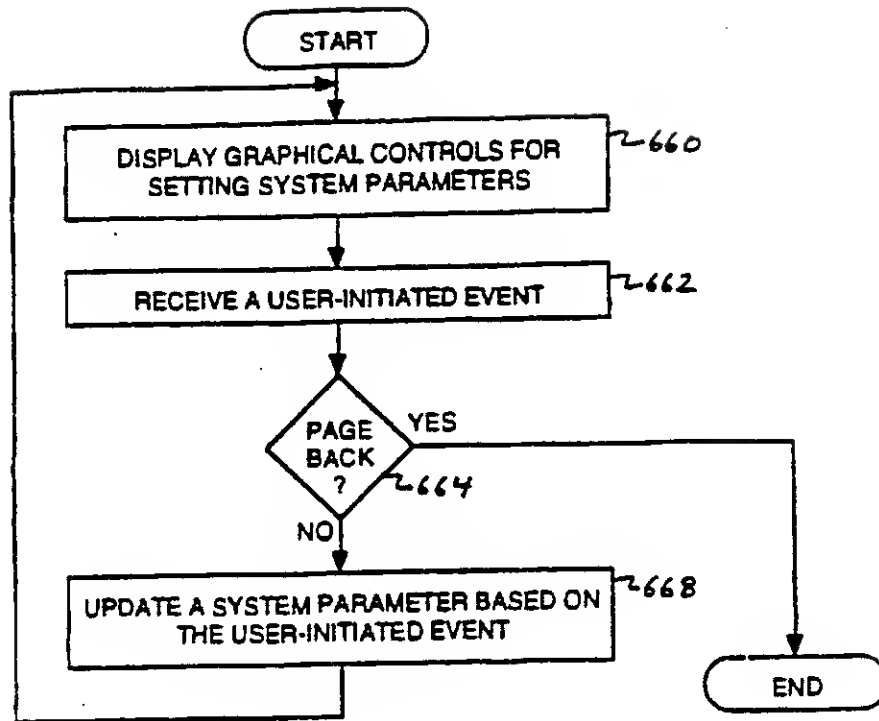 START
DISPLAY GRAPHICAL CONTROLS FOR
SETTING SYSTEM PARAMETERS
660
RECEIVE A USER-INITIATED EVENT
662
PAGE
BACK
?
664
YES
NO
UPDATE A SYSTEM PARAMETER BASED ON
THE USER-INITIATED EVENT
668
END